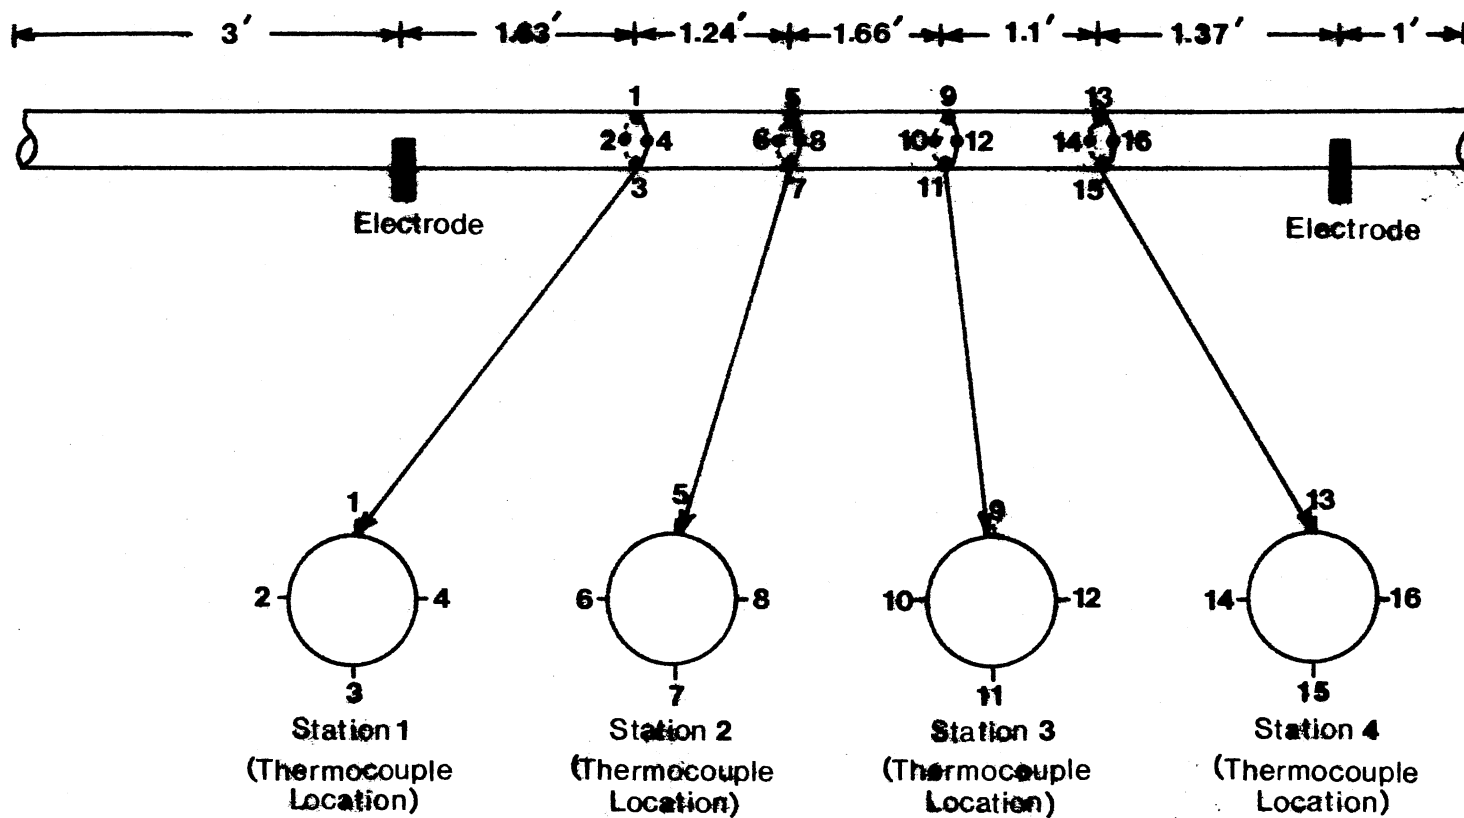 3′ 1.63′ 1.24′ 1.66′ 1.1′ 1.37′ 1′
1 5 9 13
2 4 6 8 10 12 14 16
3 7 11 15
Electrode Electrode
1 5 9 13
2 4 6 8 10 12 14 16
3 7 11 15
Station 1 Station 2 Station 3 Station 4
(Thermocouple (Thermocouple (Thermocouple (Thermocouple
Location) Location) Location) Location)